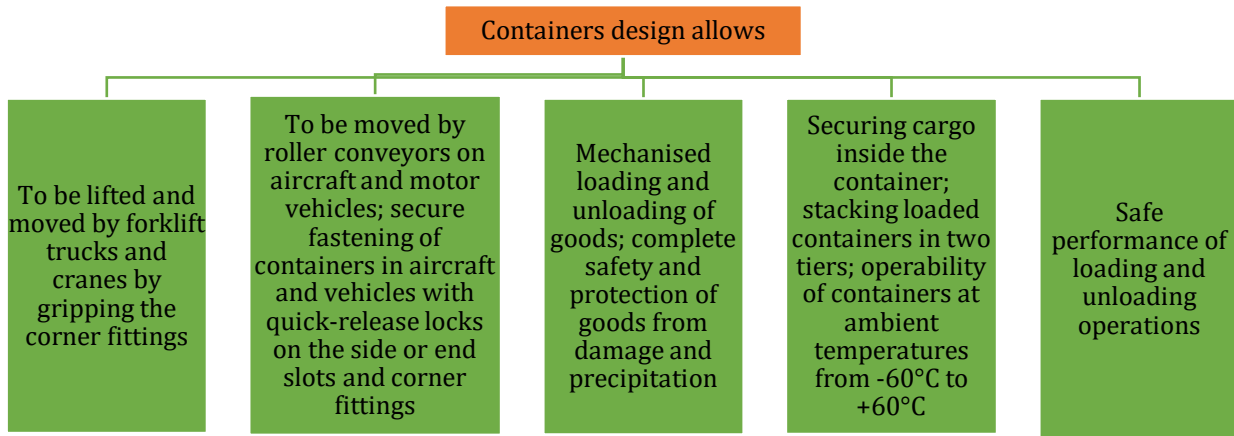 Containers design allows
To be lifted and
moved by forklift
trucks and
cranes by
gripping the
corner fittings
To be moved by
roller conveyors on
aircraft and motor
vehicles; secure
fastening of
containers in aircraft
and vehicles with
quick-release locks
on the side or end
slots and corner
fittings
Mechanised
loading and
unloading of
goods; complete
safety and
protection of
goods from
damage and
precipitation
Securing cargo
inside the
container;
stacking loaded
containers in two
tiers; operability
of containers at
ambient
temperatures
from -60°C to
+60°C
Safe
performance of
loading and
unloading
operations